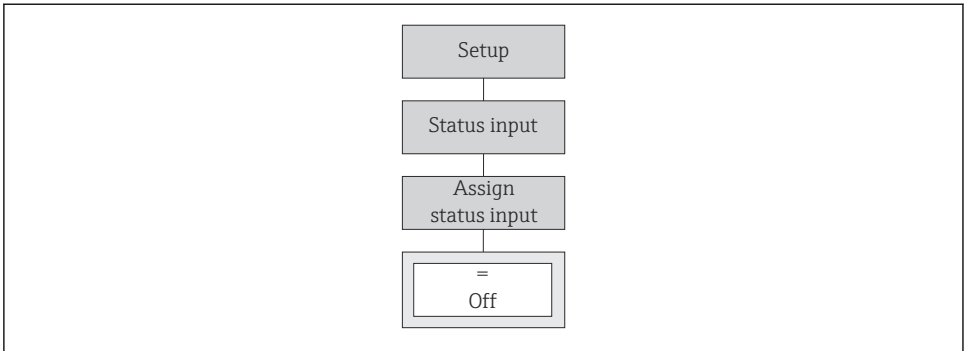 Setup
Status input
Assign
status input
=
Off